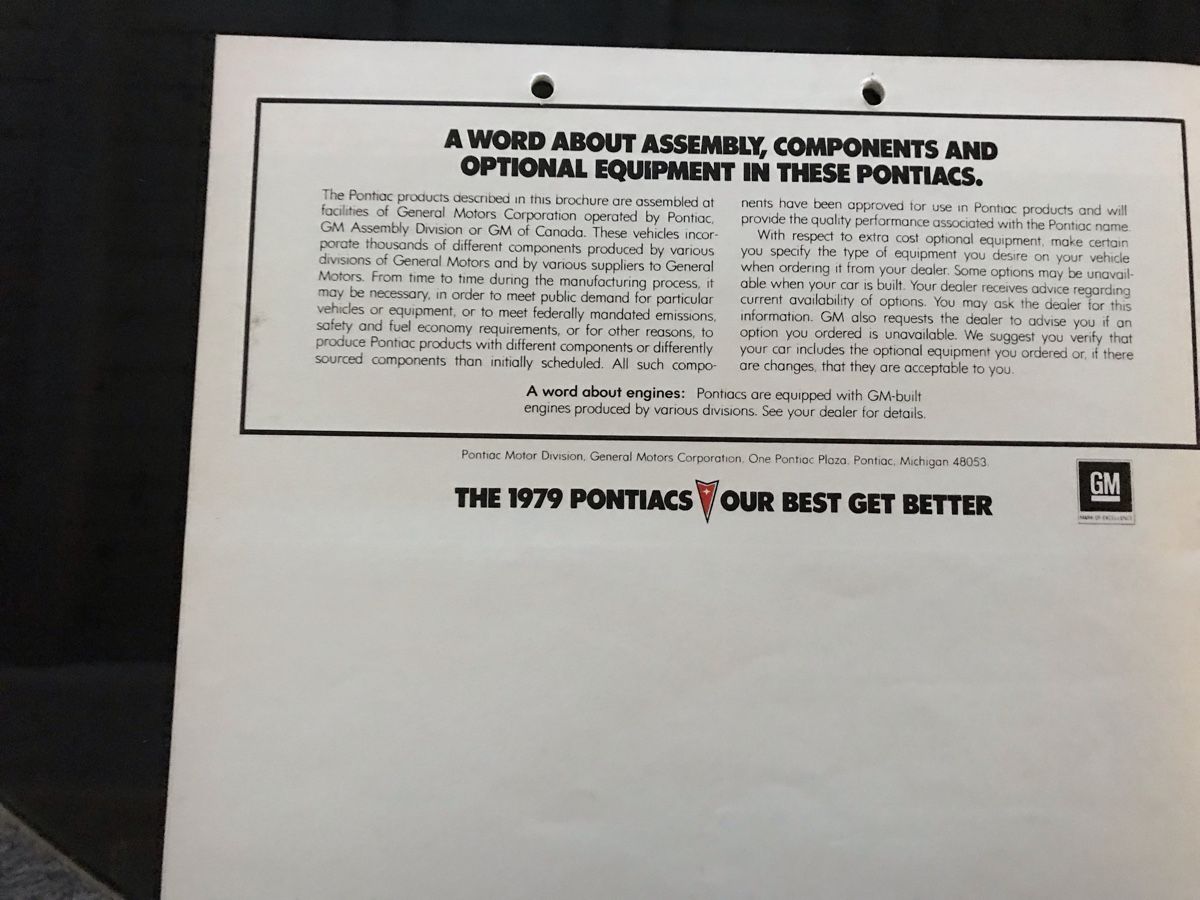 A WORD ABOUT ASSEMBLY, COMPONENTS AND
OPTIONAL EQUIPMENT IN THESE PONTIACS.
The Pontiac products described in this brochure are assembled at
facilities of General Motors Corporation operated by Pontiac,
GM Assembly Division or GM of Canada. These vehicles incor-
porate thousands of different components produced by various
divisions of General Motors and by various suppliers to General
Motors. From time to time during the manufacturing process, it
may be necessary, in order to meet public demand for particular
vehicles or equipment, or to meet federally mandated emissions,
safety and fuel economy requirements, or for other reasons, to
produce Pontiac products with different components or differently
sourced components than initially scheduled. All such compo-
nents have been approved for use in Pontiac products and will
provide the quality performance associated with the Pontiac name.
With respect to extra cost optional equipment, make certain
you specify the type of equipment you desire on your vehicle
when ordering it from your dealer. Some options may be unavail-
able when your car is built. Your dealer receives advice regarding
current availability of options. You may ask the dealer for this
information. GM also requests the dealer to advise you if an
option you ordered is unavailable. We suggest you verify that
your car includes the optional equipment you ordered or, if there
are changes, that they are acceptable to you.
A word about engines: Pontiacs are equipped with GM-built
engines produced by various divisions. See your dealer for details.
Pontiac Motor Division, General Motors Corporation, One Pontiac Plaza, Pontiac, Michigan 48053.
THE 1979 PONTIACS OUR BEST GET BETTER
GM
MARK OF EXCELLENCE